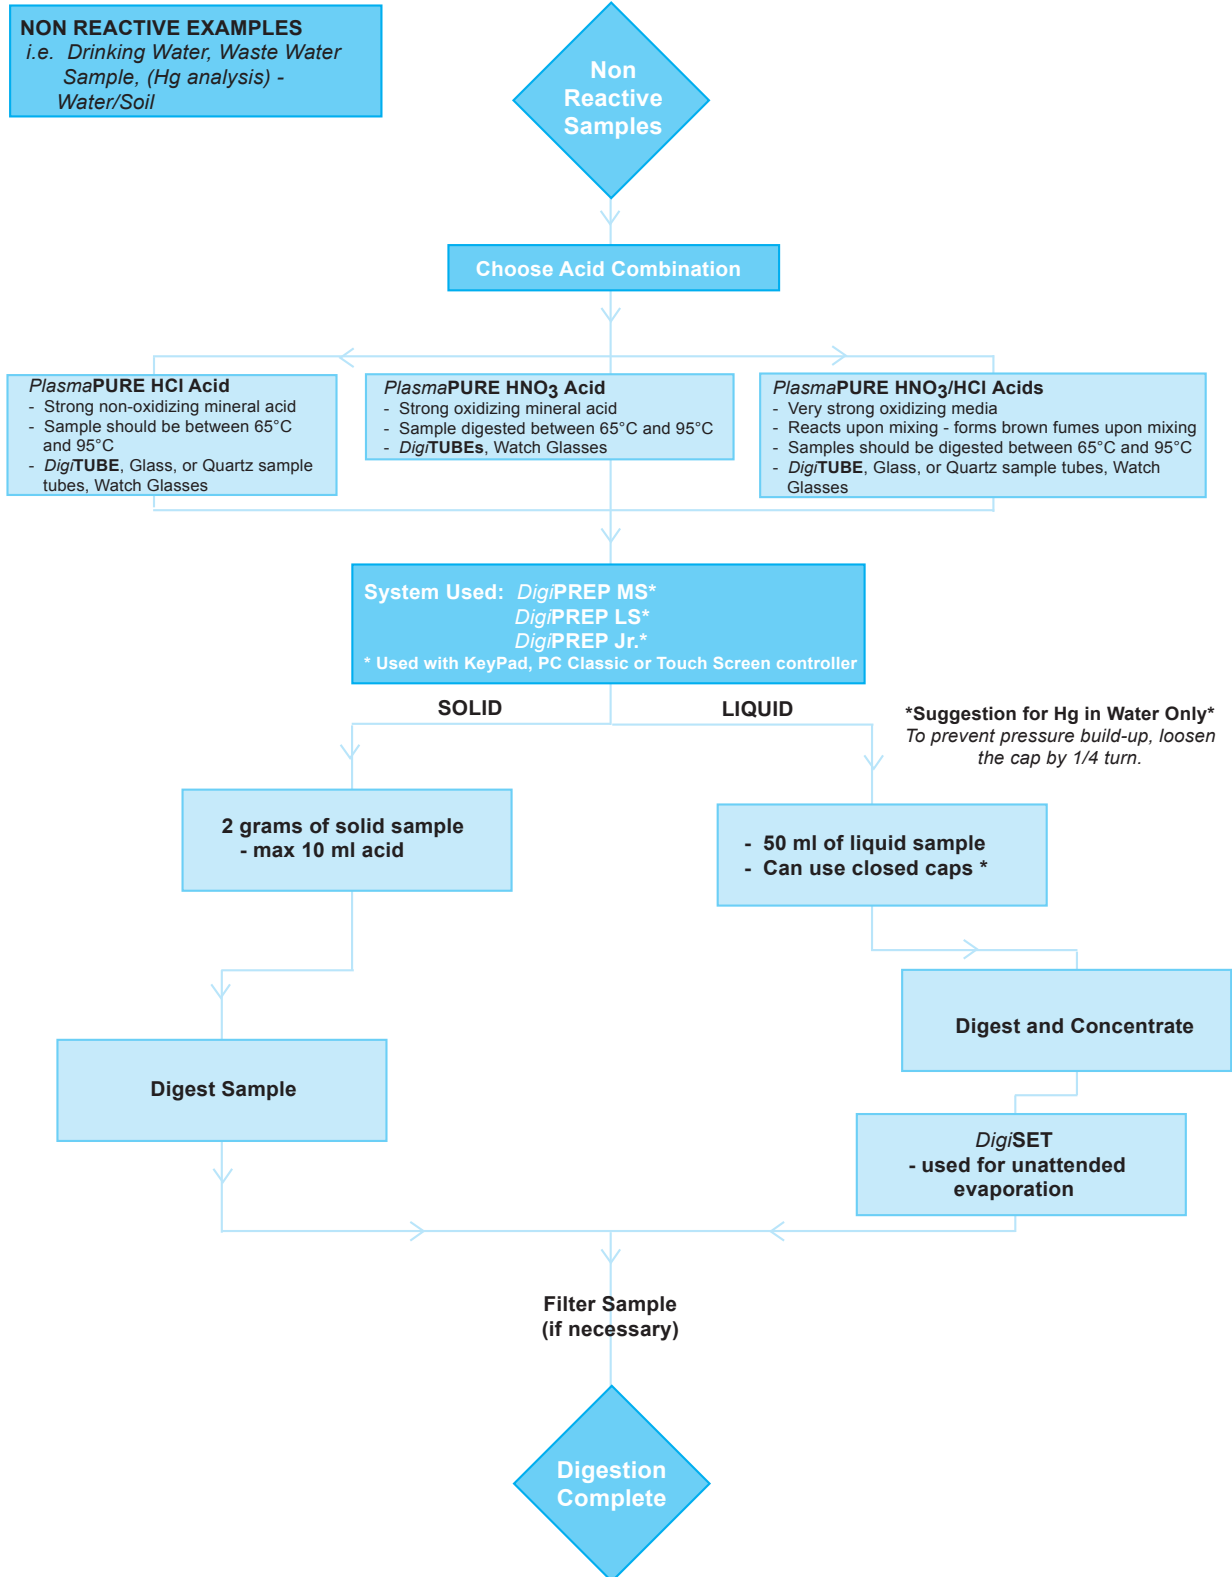 NON REACTIVE EXAMPLES
i.e. Drinking Water, Waste Water
Sample, (Hg analysis) -
Water/Soil
Non
Reactive
Samples
Choose Acid Combination
PlasmaPURE HCl Acid
- Strong non-oxidizing mineral acid
- Sample should be between 65°C
and 95°C
- DigiTUBE, Glass, or Quartz sample
tubes, Watch Glasses
PlasmaPURE HNO3 Acid
- Strong oxidizing mineral acid
- Sample digested between 65°C and 95°C
- DigiTUBEs, Watch Glasses
PlasmaPURE HNO3/HCl Acids
- Very strong oxidizing media
- Reacts upon mixing - forms brown fumes upon mixing
- Samples should be digested between 65°C and 95°C
- DigiTUBE, Glass, or Quartz sample tubes, Watch
Glasses
System Used: DigiPREP MS*
DigiPREP LS*
DigiPREP Jr.*
* Used with KeyPad, PC Classic or Touch Screen controller
SOLID
LIQUID
*Suggestion for Hg in Water Only*
To prevent pressure build-up, loosen
the cap by 1/4 turn.
2 grams of solid sample
- max 10 ml acid
- 50 ml of liquid sample
- Can use closed caps *
Digest and Concentrate
Digest Sample
DigiSET
- used for unattended
evaporation
Filter Sample
(if necessary)
Digestion
Complete